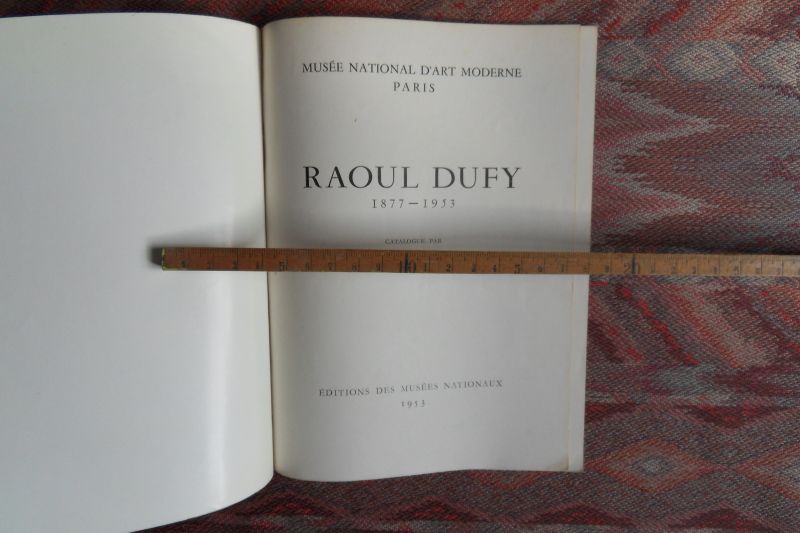 MUSÉE NATIONAL D'ART MODERNE
PARIS
RAOUL DUFY
1877—1953
CATALOGUE PAR
ÉDITIONS DES MUSÉES NATIONAUX
1953